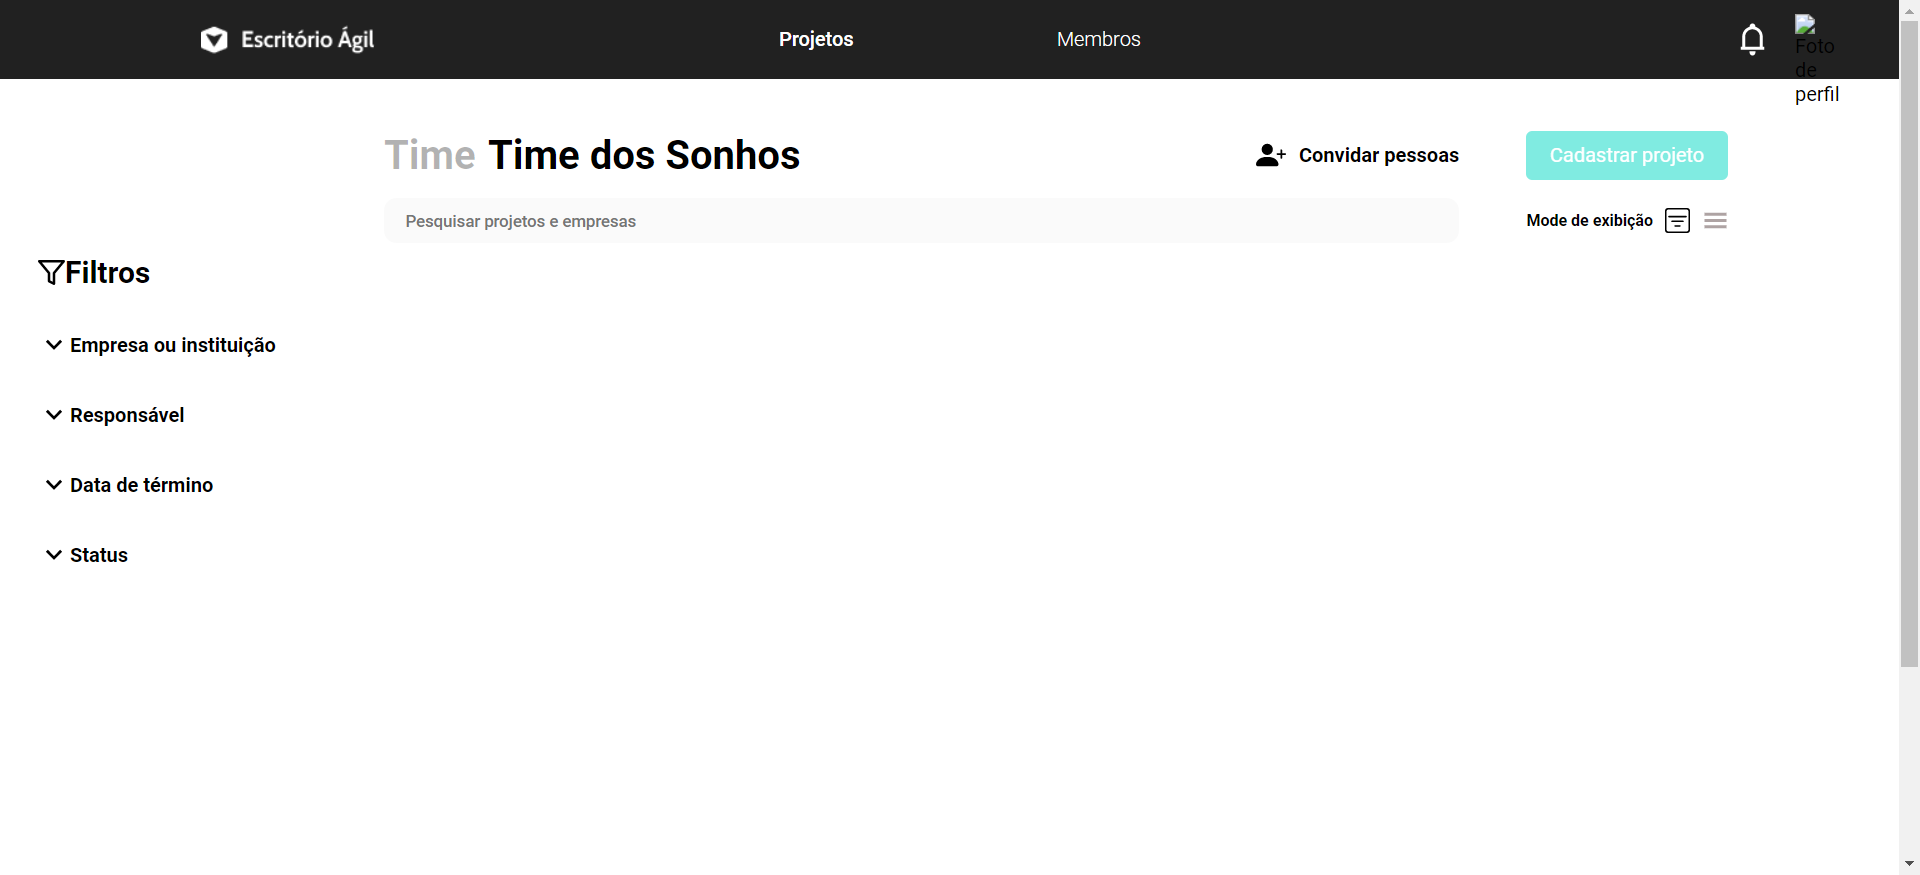 Escritório Ágil
Projetos
Membros
Foto de perfil
Time Time dos Sonhos
Convidar pessoas
Cadastrar projeto
Pesquisar projetos e empresas
Mode de exibição
Filtros
Empresa ou instituição
Responsável
Data de término
Status